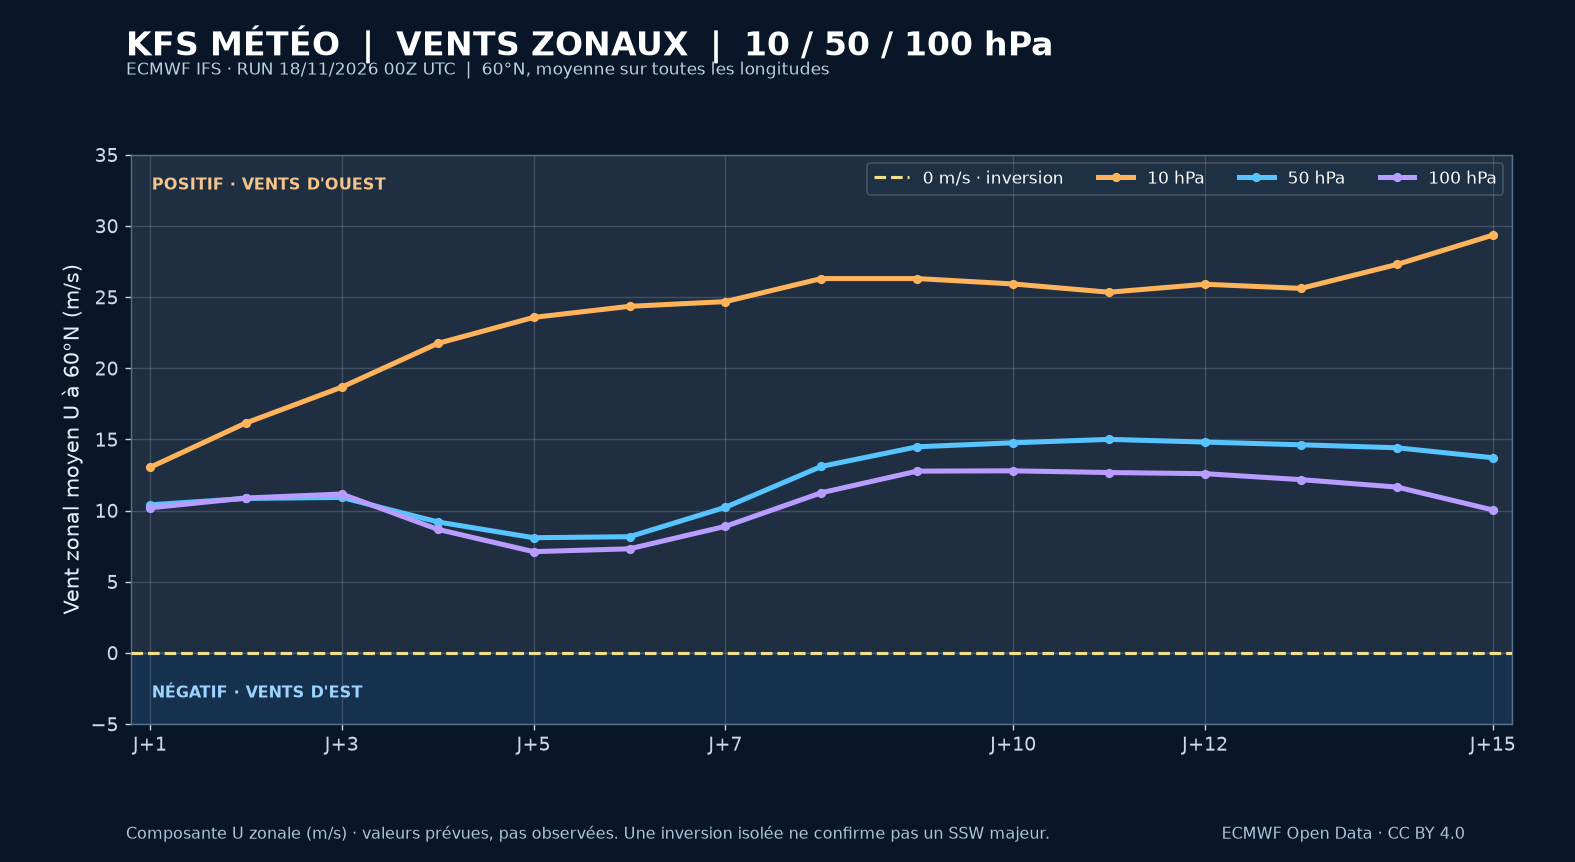 KFS MÉTÉO | VENTS ZONAUX | 10 / 50 / 100 hPa
ECMWF IFS · RUN 18/11/2026 00Z UTC | 60°N, moyenne sur toutes les longitudes
POSITIF · VENTS D'OUEST
0 m/s · inversion 10 hPa 50 hPa 100 hPa
Vent zonal moyen U à 60°N (m/s)
35
30
25
20
15
10
5
0
−5
NÉGATIF · VENTS D'EST
J+1 J+3 J+5 J+7 J+10 J+12 J+15
Composante U zonale (m/s) · valeurs prévues, pas observées. Une inversion isolée ne confirme pas un SSW majeur.
ECMWF Open Data · CC BY 4.0